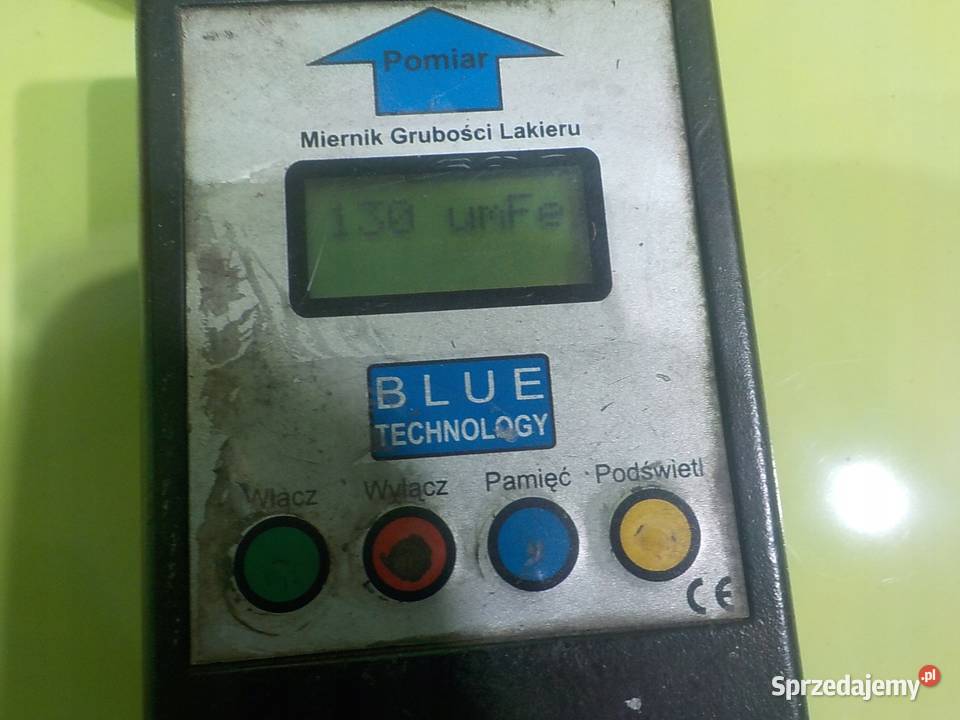 Pomiar
Miernik Grubości Lakieru
130 umFe
BLUE
TECHNOLOGY
Włącz Wyłącz Pamięć Podświetl
CE
Sprzedajemy.pl